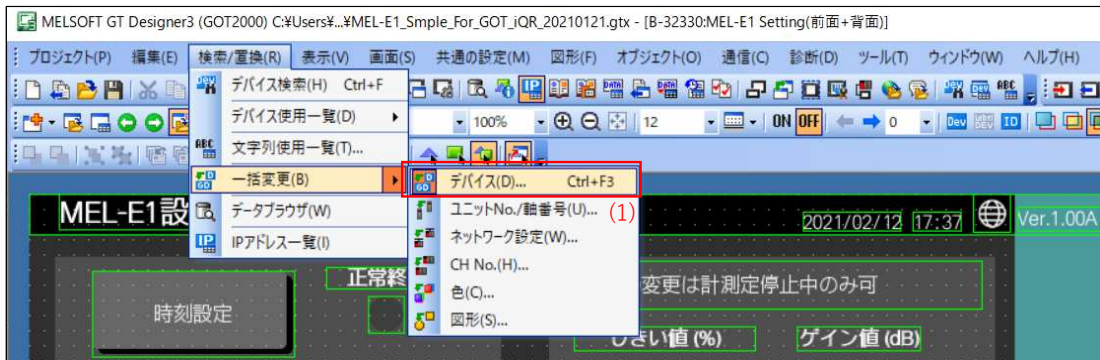 MELSOFT GT Designer3 (GOT2000) C:¥Users¥...¥MEL-E1_Smple_For_GOT_iQR_20210121.gtx - [B-32330:MEL-E1 Setting(前面+背面)]
プロジェクト(P) 編集(E) 検索/置換(R) 表示(V) 画面(S) 共通の設定(M) 図形(F) オブジェクト(O) 通信(C) 診断(D) ツール(T) ウィンドウ(W) ヘルプ(H)
デバイス検索(H) Ctrl+F
デバイス使用一覧(D)
100% 12 ON OFF 0 Dev ID
文字列使用一覧(T)...
一括変更(B)
デバイス(D)... Ctrl+F3
データブラウザ(W)
ユニットNo./軸番号(U)... (1)
IPアドレス一覧(I)
ネットワーク設定(W)...
CH No.(H)...
色(C)...
図形(S)...
MEL-E1設
2021/02/12 17:37 Ver.1.00A
正常終
変更は計測定停止中のみ可
時刻設定
しきい値 (%) ゲイン値 (dB)